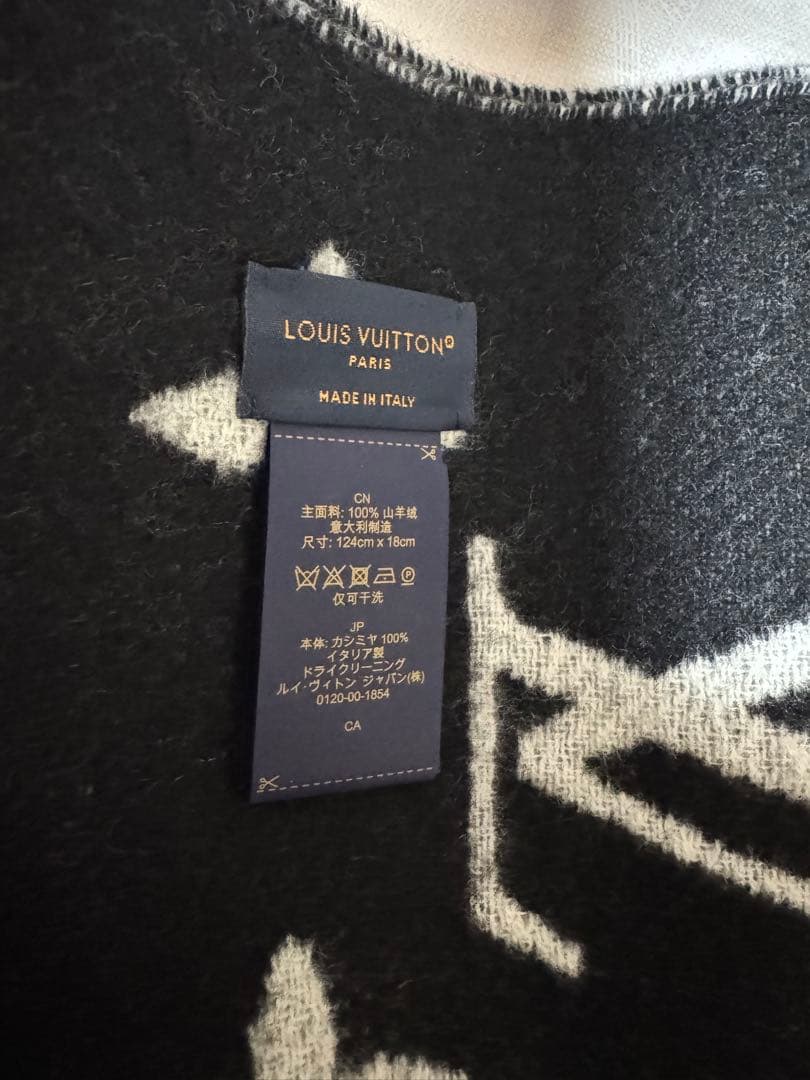 LOUIS VUITTON®
PARIS
MADE IN ITALY
CN
主面料: 100% 山羊绒
意大利制造
尺寸: 124cm x 18cm
P
仅可干洗
JP
本体: カシミヤ 100%
イタリア製
ドライクリーニング
ルイ·ヴィトン ジャパン(株)
0120-00-1854
CA